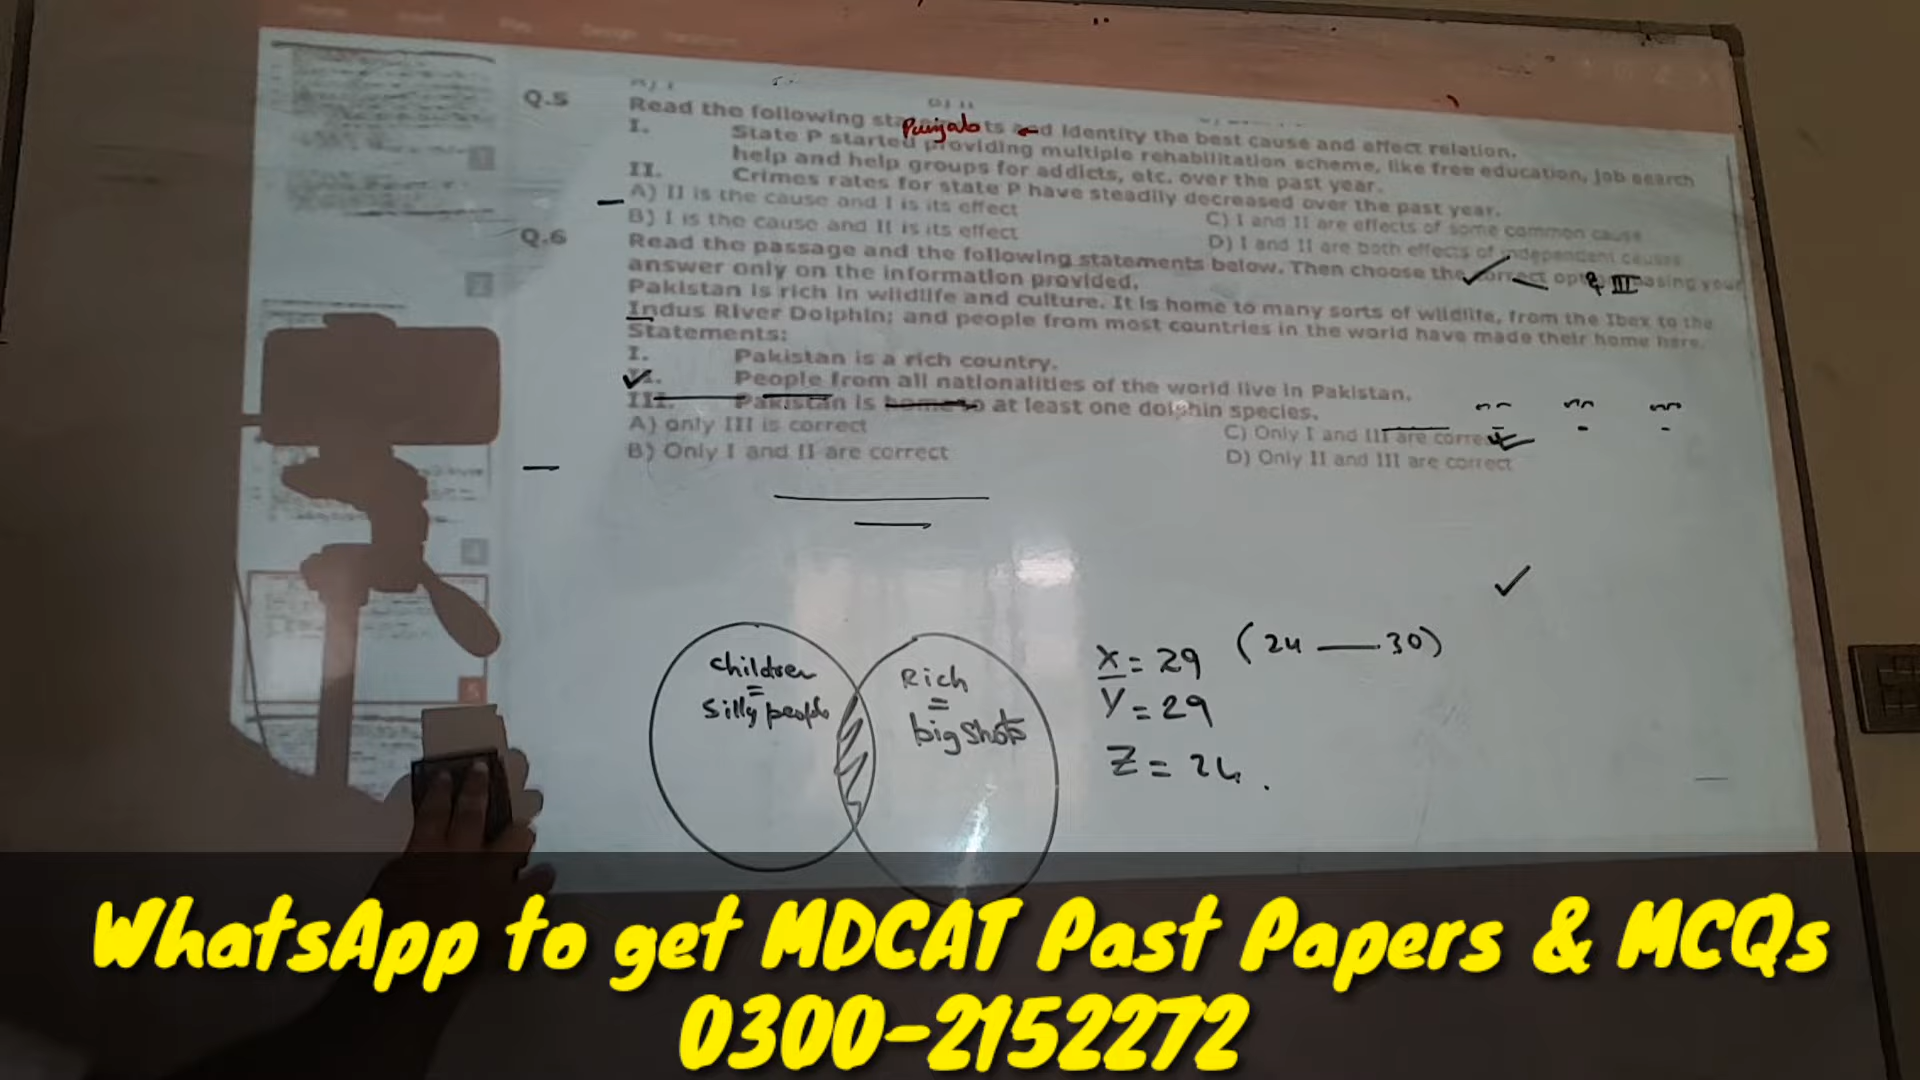 Q.5 Read the following sta ts d identity the best cause and effect relation.
Punjab
I. State P started providing multiple rehabilitation scheme, like free education, job search
help and help groups for addicts, etc. over the past year.
II. Crimes rates for state P have steadily decreased over the past year.
A) II is the cause and I is its effect
B) I is the cause and II is its effect
C) I and II are effects of some common cause
D) I and II are both effects of independent causes
Q.6 Read the passage and the following statements below. Then choose the correct opt basing your
& III
answer only on the information provided.
Pakistan is rich in wildlife and culture. It is home to many sorts of wildlife, from the Ibex to the
Indus River Dolphin; and people from most countries in the world have made their home here.
Statements:
I. Pakistan is a rich country.
II. People from all nationalities of the world live in Pakistan.
III. Pakistan is home to at least one dolphin species.
A) only III is correct
B) Only I and II are correct
C) Only I and III are correct
D) Only II and III are correct
1
2
4
5
Children
=
Silly people
Rich
=
big shots
X = 29 (24 — 30)
Y = 29
Z = 24.
WhatsApp to get MDCAT Past Papers & MCQs
0300-2152272